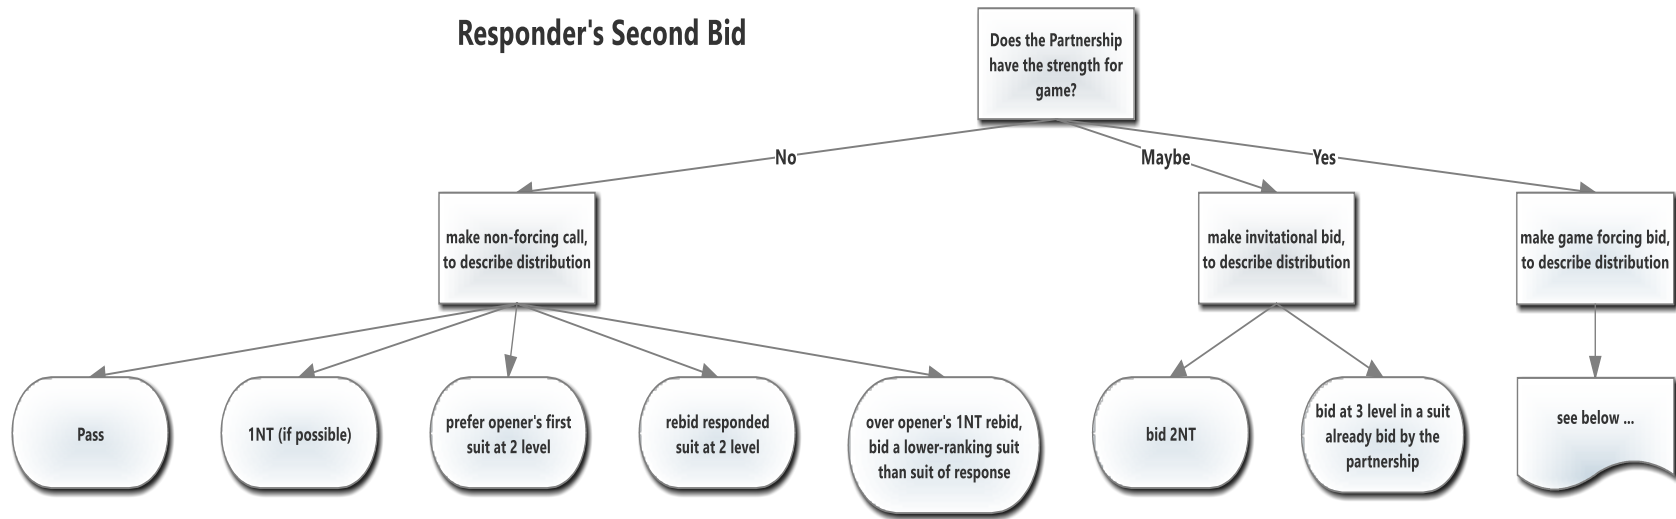 Responder's Second Bid
Does the Partnership
have the strength for
game?
No
Maybe
Yes
make non-forcing call,
to describe distribution
make invitational bid,
to describe distribution
make game forcing bid,
to describe distribution
Pass
1NT (if possible)
prefer opener's first
suit at 2 level
rebid responded
suit at 2 level
over opener's 1NT rebid,
bid a lower-ranking suit
than suit of response
bid 2NT
bid at 3 level in a suit
already bid by the
partnership
see below ...